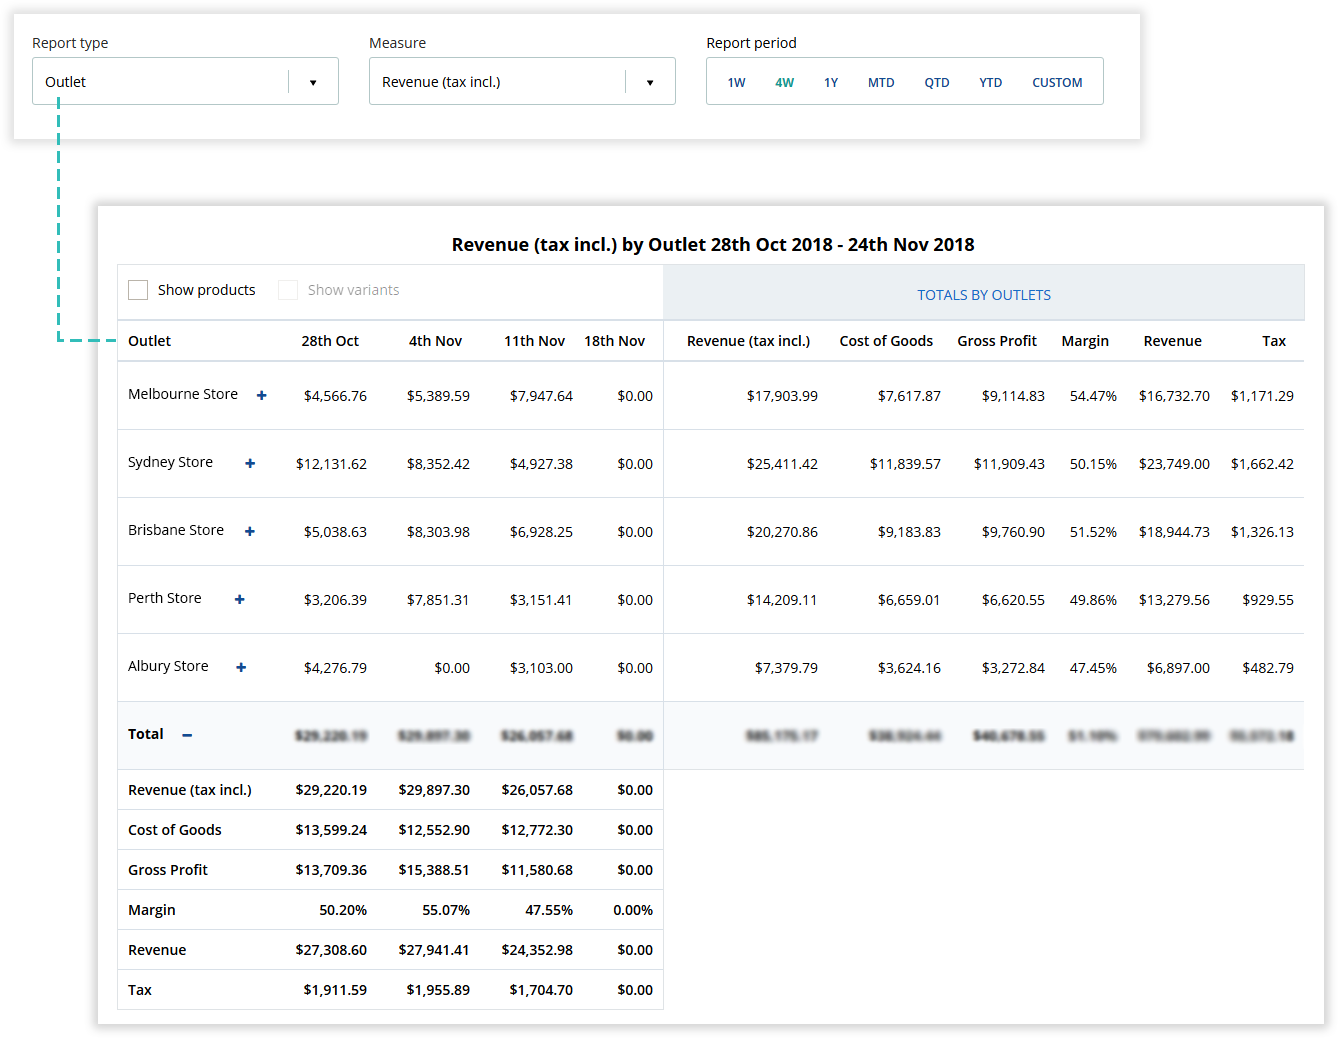 Report type Measure Report period
Outlet Revenue (tax incl.) 1W 4W 1Y MTD QTD YTD CUSTOM
Revenue (tax incl.) by Outlet 28th Oct 2018 - 24th Nov 2018
Show products Show variants TOTALS BY OUTLETS
Outlet 28th Oct 4th Nov 11th Nov 18th Nov Revenue (tax incl.) Cost of Goods Gross Profit Margin Revenue Tax
Melbourne Store $4,566.76 $5,389.59 $7,947.64 $0.00 $17,903.99 $7,617.87 $9,114.83 54.47% $16,732.70 $1,171.29
Sydney Store $12,131.62 $8,352.42 $4,927.38 $0.00 $25,411.42 $11,839.57 $11,909.43 50.15% $23,749.00 $1,662.42
Brisbane Store $5,038.63 $8,303.98 $6,928.25 $0.00 $20,270.86 $9,183.83 $9,760.90 51.52% $18,944.73 $1,326.13
Perth Store $3,206.39 $7,851.31 $3,151.41 $0.00 $14,209.11 $6,659.01 $6,620.55 49.86% $13,279.56 $929.55
Albury Store $4,276.79 $0.00 $3,103.00 $0.00 $7,379.79 $3,624.16 $3,272.84 47.45% $6,897.00 $482.79
Total
Revenue (tax incl.) $29,220.19 $29,897.30 $26,057.68 $0.00
Cost of Goods $13,599.24 $12,552.90 $12,772.30 $0.00
Gross Profit $13,709.36 $15,388.51 $11,580.68 $0.00
Margin 50.20% 55.07% 47.55% 0.00%
Revenue $27,308.60 $27,941.41 $24,352.98 $0.00
Tax $1,911.59 $1,955.89 $1,704.70 $0.00